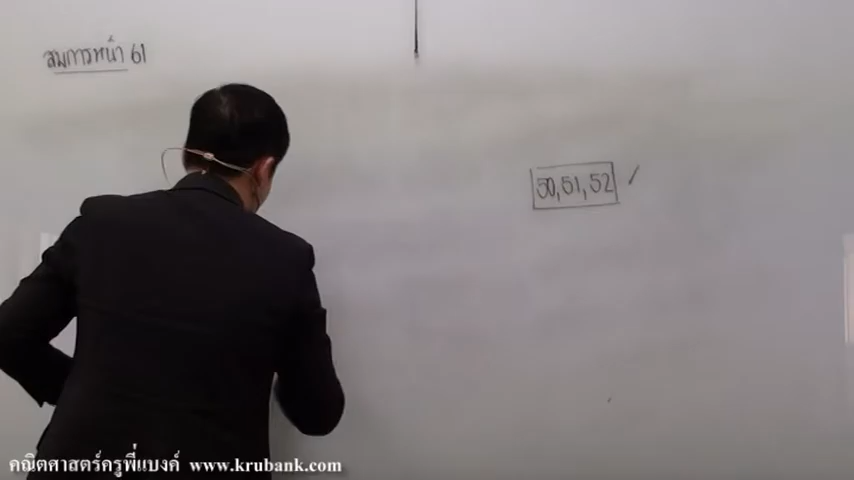 สมการหน้า 61
50, 51, 52 ✓
คณิตศาสตร์ครูพี่แบงค์ www.krubank.com